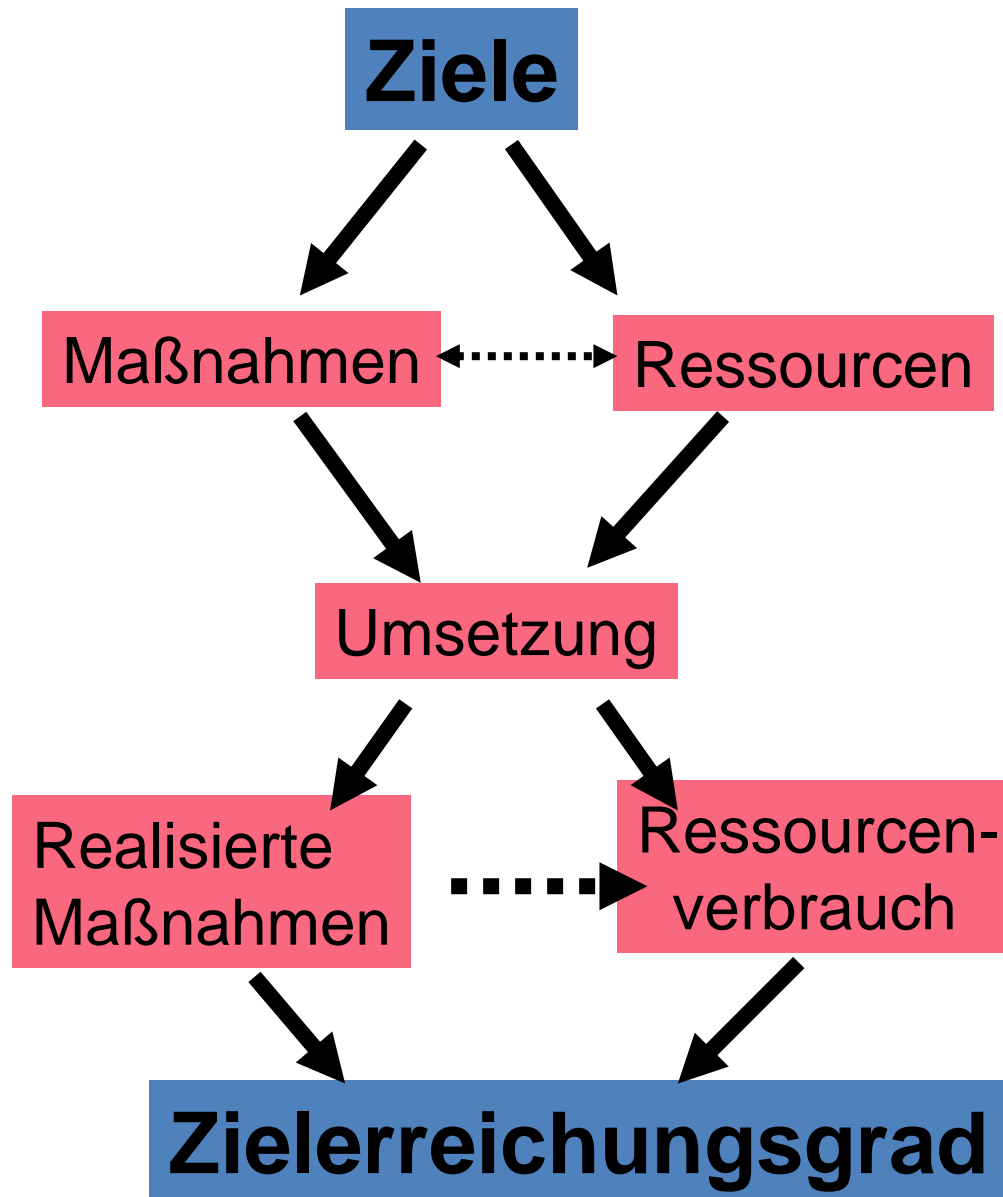 Ziele
Maßnahmen
Ressourcen
Umsetzung
Realisierte
Maßnahmen
Ressourcen-
verbrauch
Zielerreichungsgrad